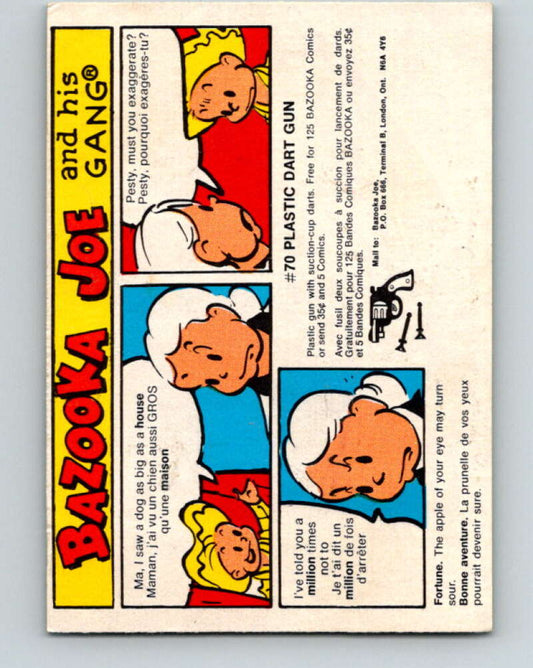 BAZOOKA JOE
and his
GANG®
Ma, I saw a dog as big as a house
Maman, j'ai vu un chien aussi GROS
qu'une maison
Pesty, must you exaggerate?
Pesty, pourquoi exagères-tu?
I've told you a
million times
not to
Je t'ai dit un
million de fois
d'arrêter
#70 PLASTIC DART GUN
Plastic gun with suction-cup darts. Free for 125 BAZOOKA Comics
or send 35¢ and 5 Comics.
Avec fusil deux soucoupes à succion pour lancement de dards.
Gratuitement pour 125 Bandes Comiques BAZOOKA ou envoyez 35¢
et 5 Bandes Comiques.
Mail to: Bazooka Joe,
P.O. Box 666, Terminal B, London, Ont. N6A 4Y6
Fortune. The apple of your eye may turn
sour.
Bonne aventure. La prunelle de vos yeux
pourrait devenir sure.